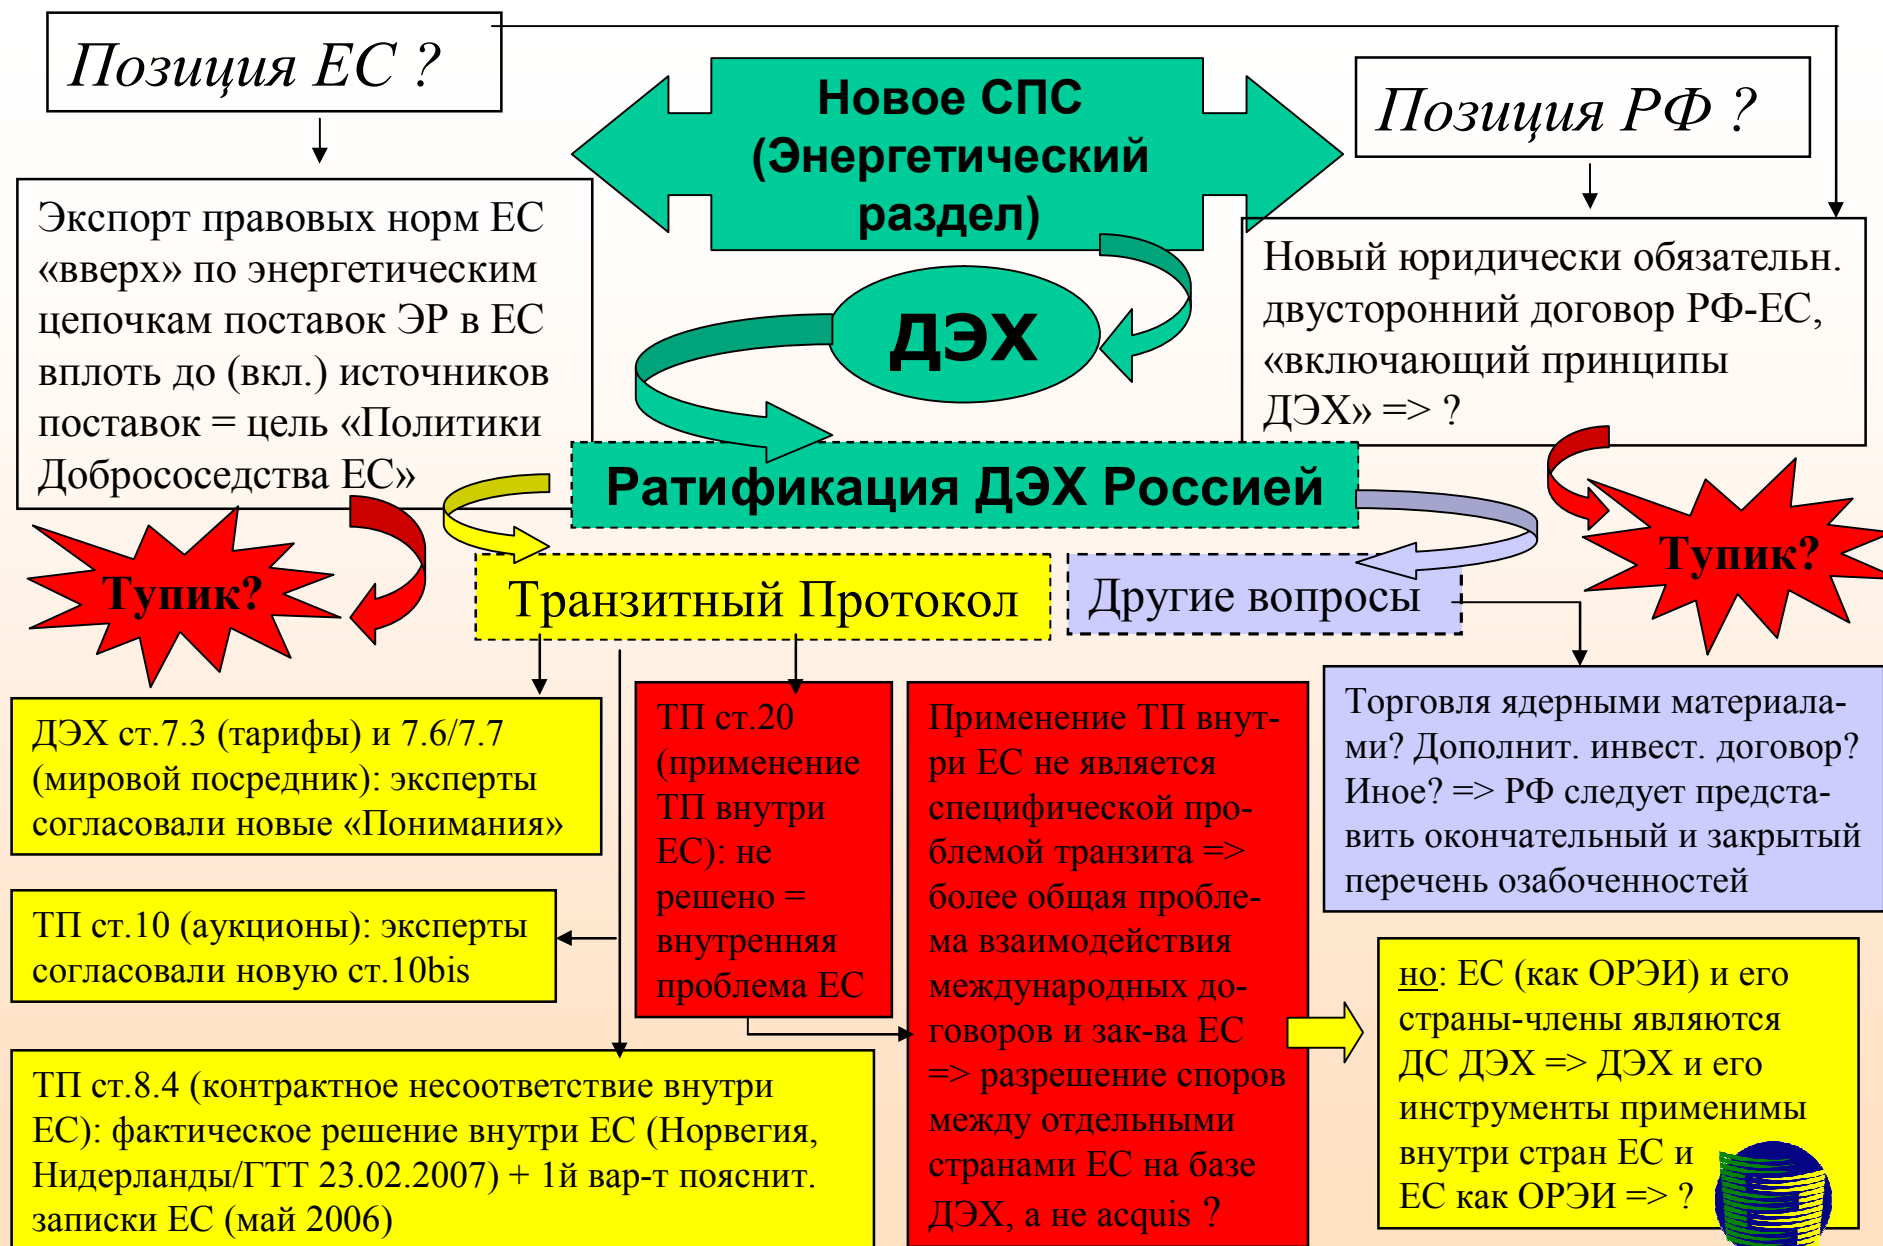 Позиция ЕС ?
Новое СПС
(Энергетический
раздел)
Позиция РФ ?
Экспорт правовых норм ЕС
«вверх» по энергетическим
цепочкам поставок ЭР в ЕС
вплоть до (вкл.) источников
поставок = цель «Политики
Добрососедства ЕС»
ДЭХ
Новый юридически обязательн.
двусторонний договор РФ-ЕС,
«включающий принципы
ДЭХ» => ?
Ратификация ДЭХ Россией
Тупик?
Тупик?
Транзитный Протокол
Другие вопросы
ДЭХ ст.7.3 (тарифы) и 7.6/7.7
(мировой посредник): эксперты
согласовали новые «Понимания»
ТП ст.10 (аукционы): эксперты
согласовали новую ст.10bis
ТП ст.8.4 (контрактное несоответствие внутри
ЕС): фактическое решение внутри ЕС (Норвегия,
Нидерланды/ГТТ 23.02.2007) + 1й вар-т пояснит.
записки ЕС (май 2006)
ТП ст.20
(применение
ТП внутри
ЕС): не
решено =
внутренняя
проблема ЕС
Применение ТП внут-
ри ЕС не является
специфической про-
блемой транзита =>
более общая пробле-
ма взаимодействия
международных до-
говоров и зак-ва ЕС
=> разрешение споров
между отдельными
странами ЕС на базе
ДЭХ, а не acquis ?
Торговля ядерными материала-
ми? Дополнит. инвест. договор?
Иное? => РФ следует предста-
вить окончательный и закрытый
перечень озабоченностей
но: ЕС (как ОРЭИ) и его
страны-члены являются
ДС ДЭХ => ДЭХ и его
инструменты применимы
внутри стран ЕС и
ЕС как ОРЭИ => ?